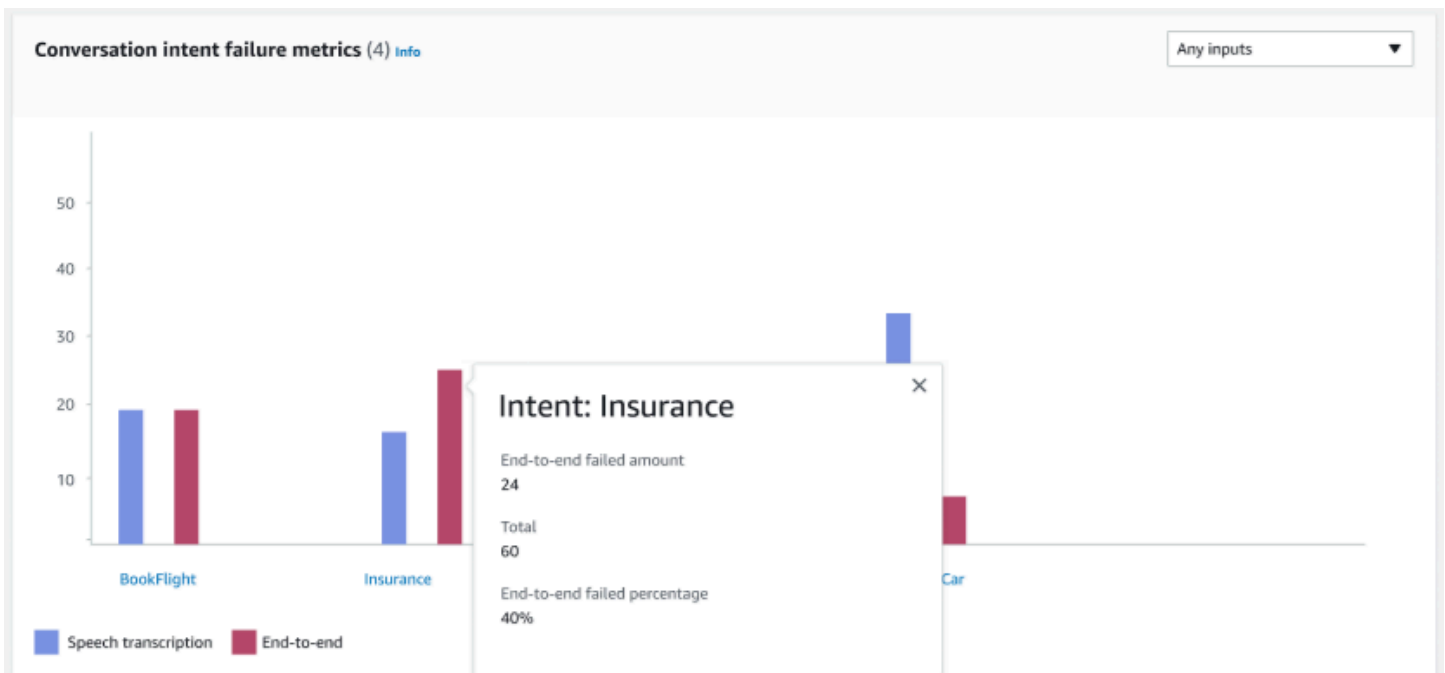 Conversation intent failure metrics (4) Info
Any inputs
50
40
30
20
10
Intent: Insurance
End-to-end failed amount
24
Total
60
End-to-end failed percentage
40%
BookFlight
Insurance
Car
Speech transcription
End-to-end